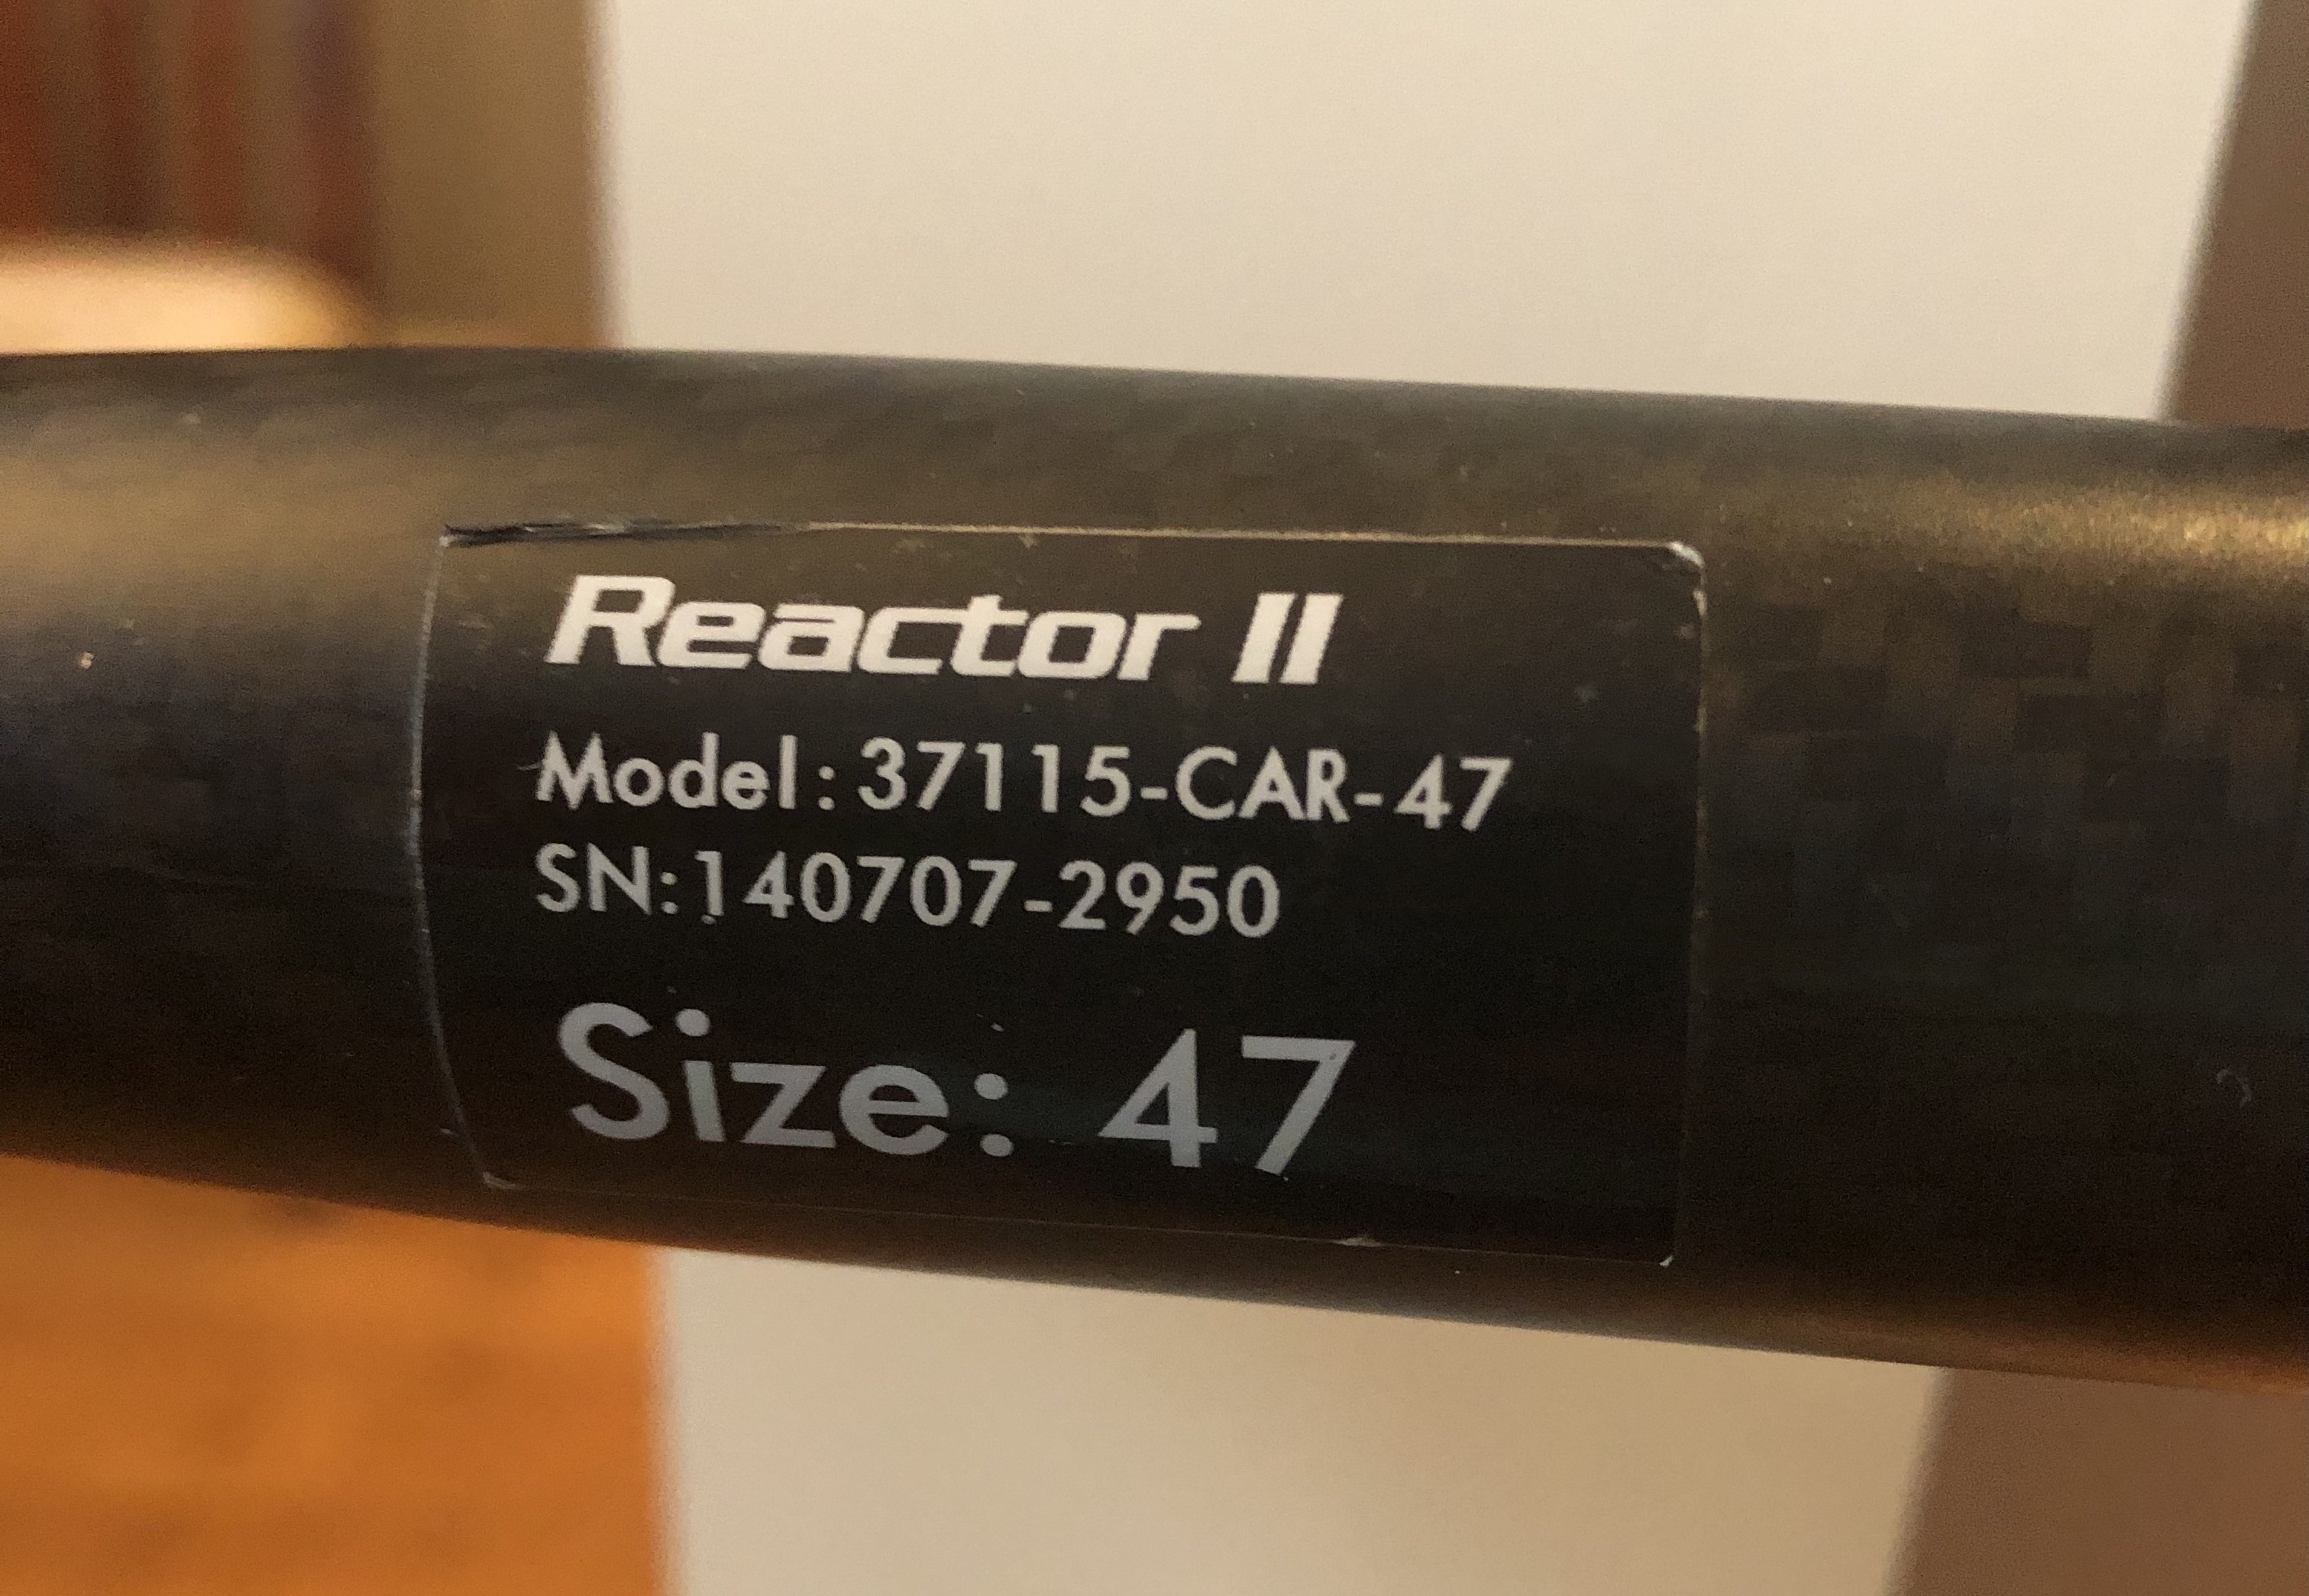 Reactor II
Model: 37115-CAR-47
SN:140707-2950
Size: 47